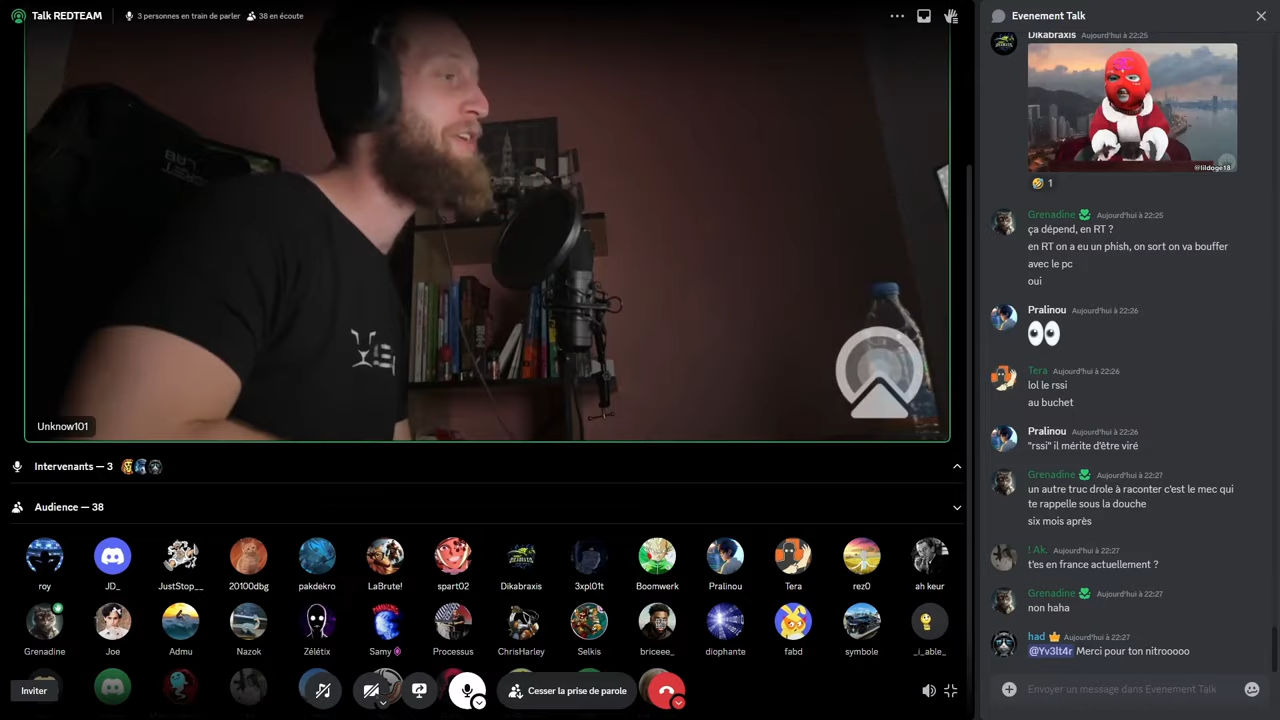 Talk REDTEAM
3 personnes en train de parler
38 en écoute
Unknow101
Intervenants — 3
Audience — 38
roy
JD_
JustStop__
20100dbg
pakdekro
LaBrute!
spart02
Dikabraxis
3xpl01t
Boomwerk
Pralinou
Tera
rez0
ah keur
Grenadine
Joe
Admu
Nazok
Zélétix
Samy
Processus
ChrisHarley
Selkis
briceee_
diophante
fabd
symbole
_i_able_
Inviter
Cesser la prise de parole
Evenement Talk
Dikabraxis Aujourd'hui à 22:25
@lildoge18
1
Grenadine Aujourd'hui à 22:25
ça dépend, en RT ?
en RT on a eu un phish, on sort on va bouffer
avec le pc
oui
Pralinou Aujourd'hui à 22:26
Tera Aujourd'hui à 22:26
lol le rssi
au buchet
Pralinou Aujourd'hui à 22:26
"rssi" il mérite d'être viré
Grenadine Aujourd'hui à 22:27
un autre truc drole à raconter c'est le mec qui
te rappelle sous la douche
six mois après
! Ak. Aujourd'hui à 22:27
t'es en france actuellement ?
Grenadine Aujourd'hui à 22:27
non haha
had Aujourd'hui à 22:27
@Yv3lt4r Merci pour ton nitrooooo
Envoyer un message dans Evenement Talk